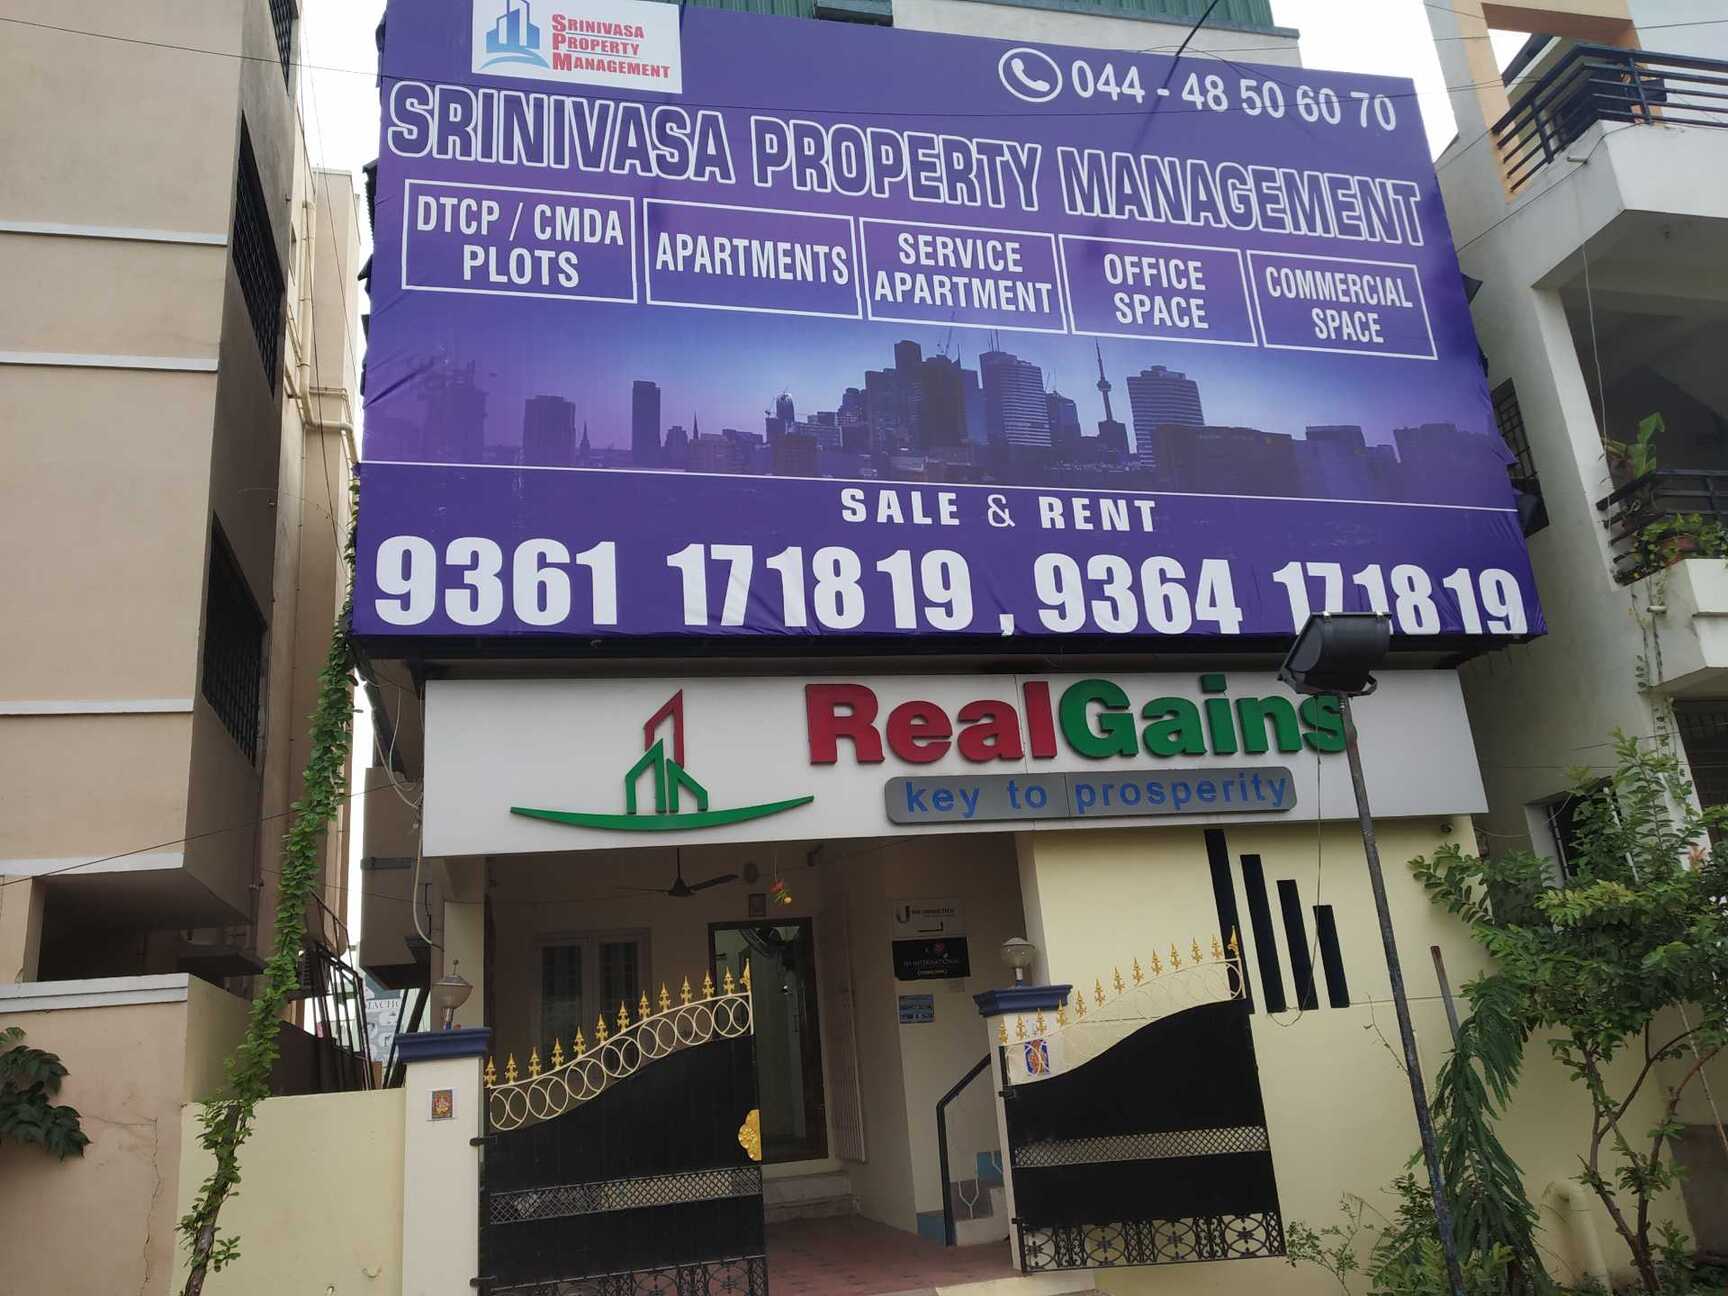 SRINIVASA
PROPERTY
MANAGEMENT
044 - 48 50 60 70
SRINIVASA PROPERTY MANAGEMENT
DTCP / CMDA
PLOTS
APARTMENTS
SERVICE
APARTMENT
OFFICE
SPACE
COMMERCIAL
SPACE
SALE & RENT
9361 171819 , 9364 171819
RealGains
key to prosperity
INTERNATIONAL